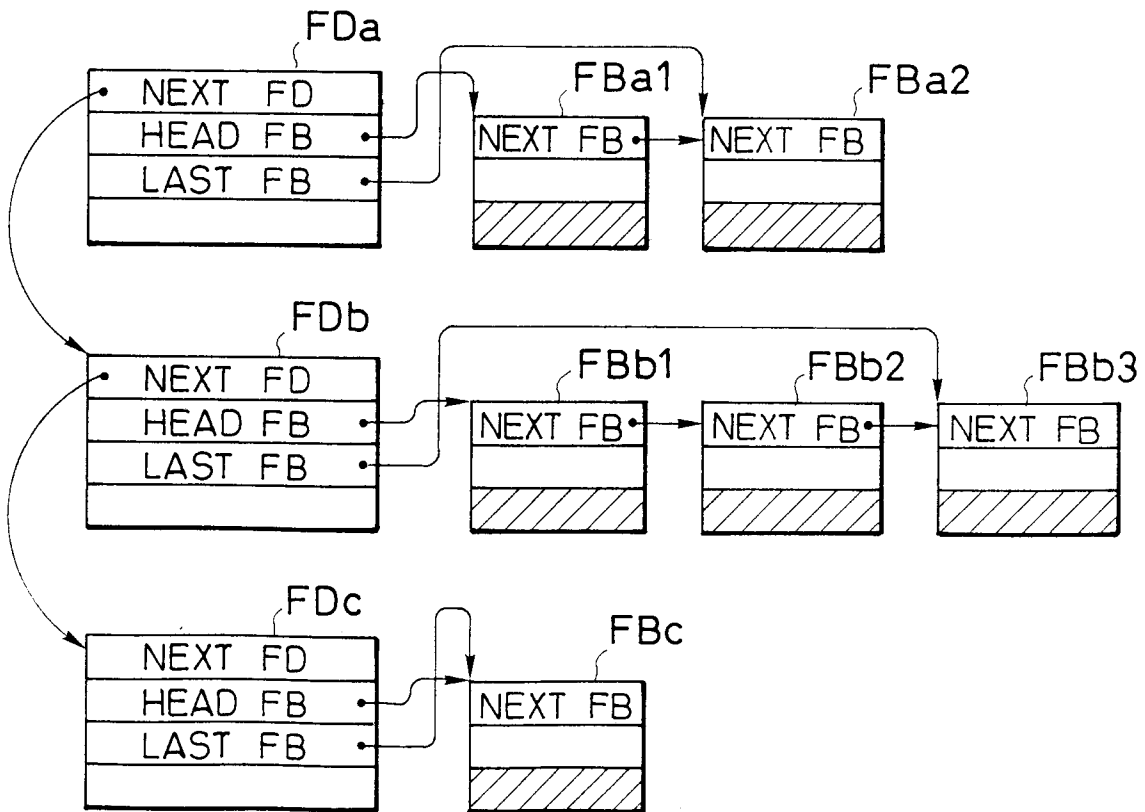 FDa
NEXT FD
HEAD FB
LAST FB
FBa1
NEXT FB
FBa2
NEXT FB
FDb
NEXT FD
HEAD FB
LAST FB
FBb1
NEXT FB
FBb2
NEXT FB
FBb3
NEXT FB
FDc
NEXT FD
HEAD FB
LAST FB
FBc
NEXT FB